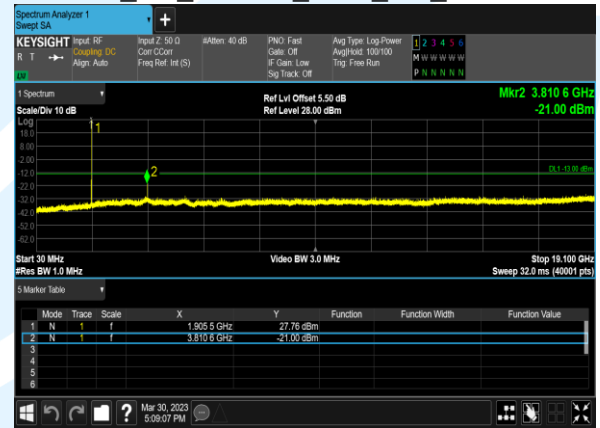 Spectrum Analyzer 1
Swept SA
+
KEYSIGHT Input: RF Input Z: 50 Ω #Atten: 40 dB PNO: Fast Avg Type: Log-Power 1 2 3 4 5 6
R T Coupling: DC Corr CCorr Gate: Off Avg|Hold: 100/100 M W W W W W
Align: Auto Freq Ref: Int (S) IF Gain: Low Trig: Free Run
LV Sig Track: Off P N N N N N
1 Spectrum Ref Lvl Offset 5.50 dB Mkr2 3.810 6 GHz
Scale/Div 10 dB Ref Level 28.00 dBm -21.00 dBm
Log
18.0
8.00
-2.00
-12.0
-22.0
-32.0
-42.0
-52.0
-62.0
1
2
DL1 -13.00 dBm
Start 30 MHz Video BW 3.0 MHz Stop 19.100 GHz
#Res BW 1.0 MHz Sweep 32.0 ms (40001 pts)
5 Marker Table
Mode Trace Scale X Y Function Function Width Function Value
1 N 1 f 1.905 5 GHz 27.76 dBm
2 N 1 f 3.810 6 GHz -21.00 dBm
3
4
5
6
? Mar 30, 2023
5:09:07 PM